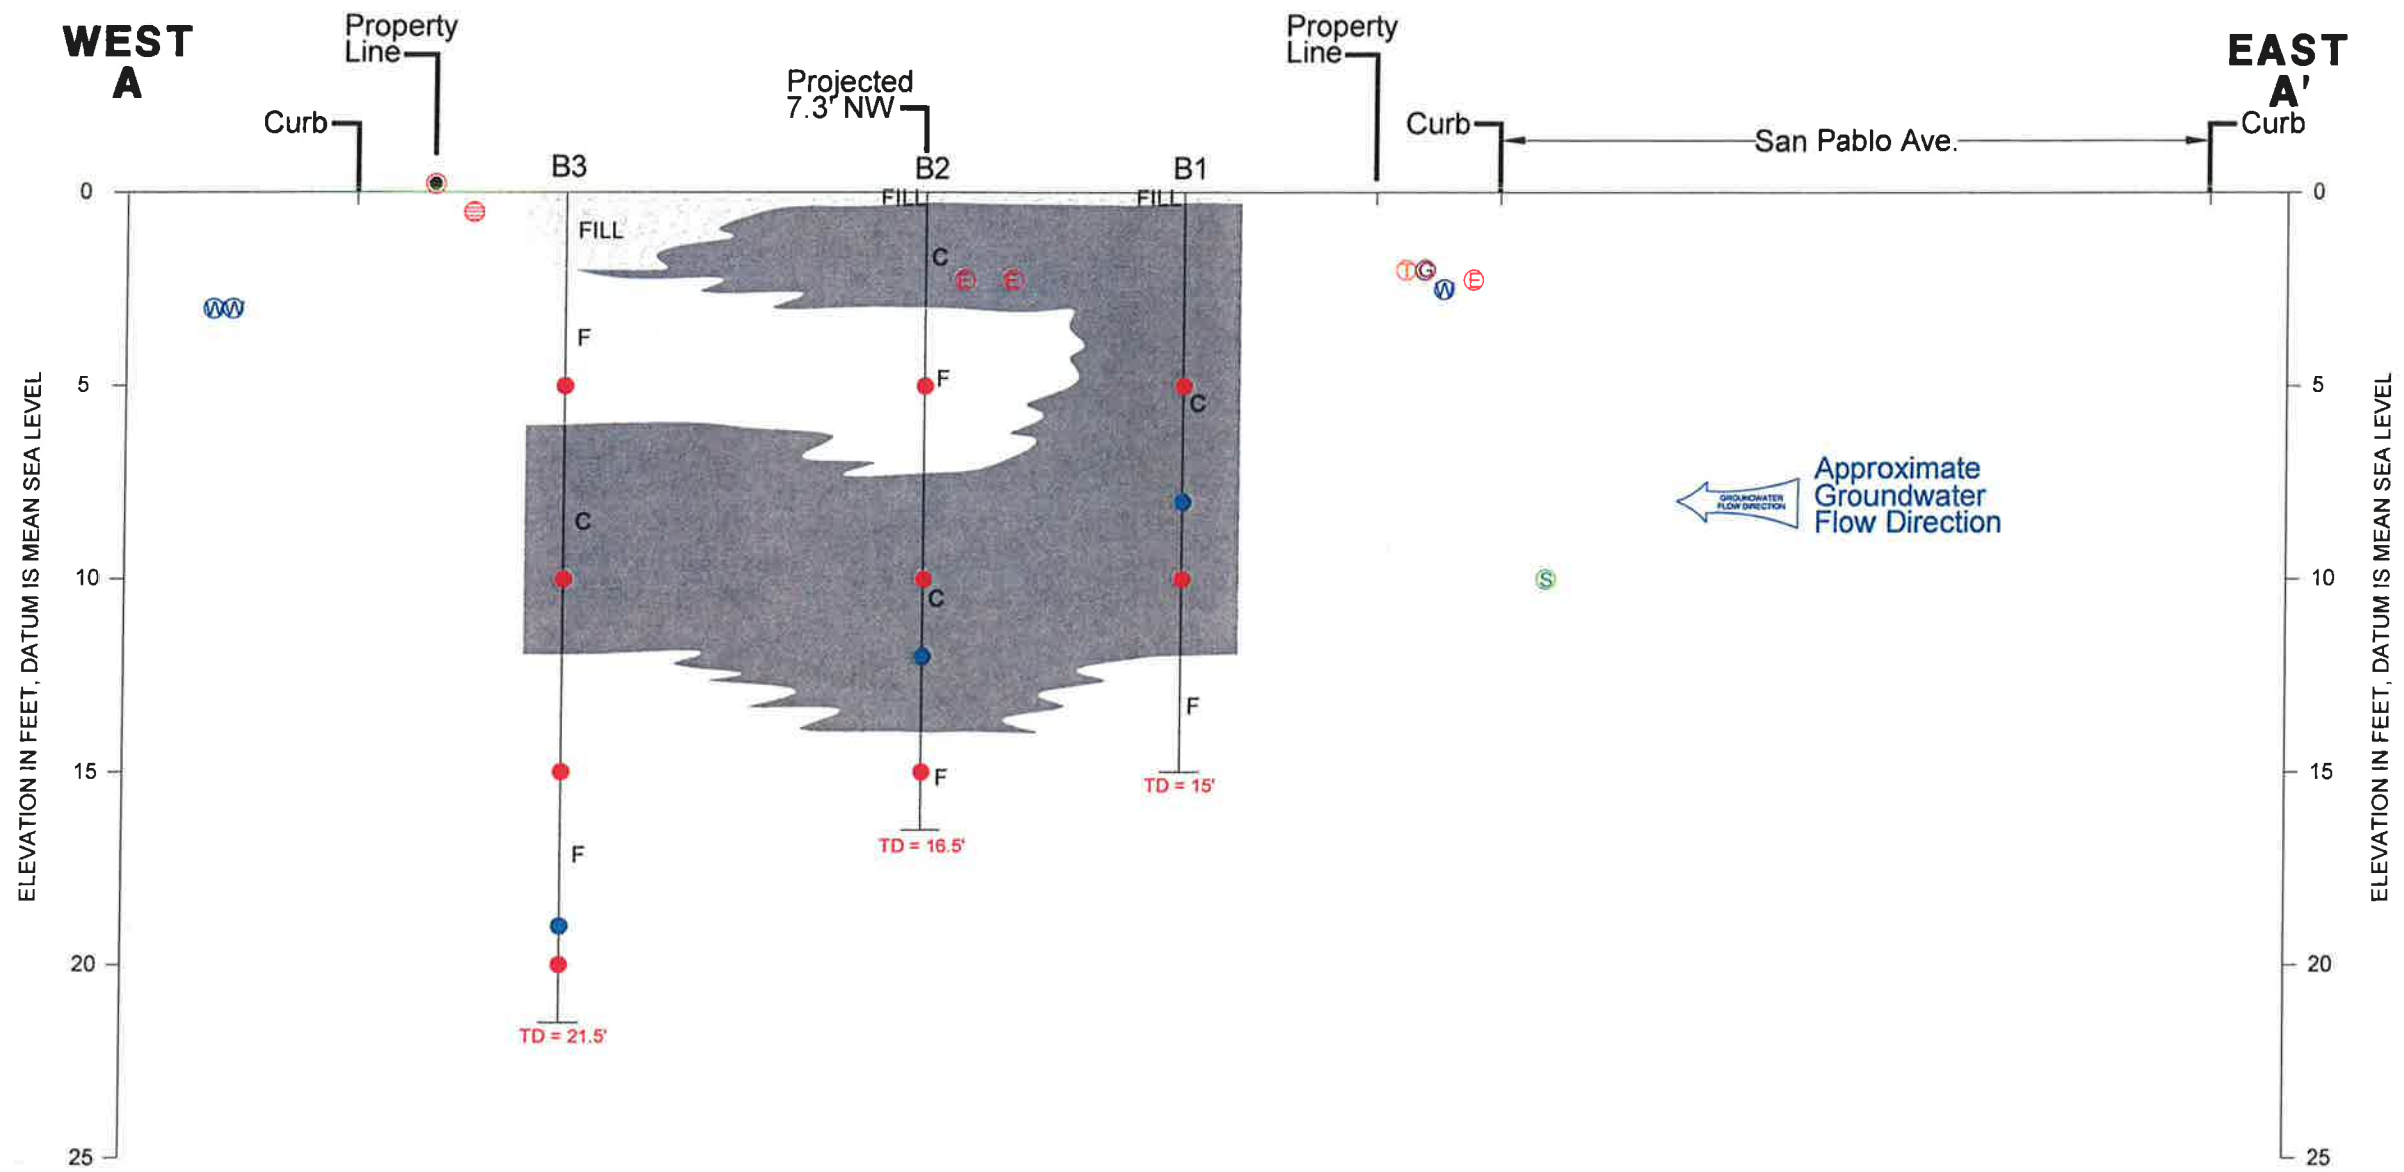 WEST
A
Property
Line
Curb
Projected
7.3' NW
Property
Line
Curb
San Pablo Ave.
EAST
A'
Curb
B3
B2
B1
0
FILL
FILL
0
FILL
C
E
E
T
G
W
E
W
W
F
5
F
C
5
ELEVATION IN FEET, DATUM IS MEAN SEA LEVEL
ELEVATION IN FEET, DATUM IS MEAN SEA LEVEL
Approximate
Groundwater
Flow Direction
GROUNDWATER
FLOW DIRECTION
C
10
C
S
10
F
15
F
TD = 15'
15
TD = 16.5'
F
20
20
TD = 21.5'
25
25